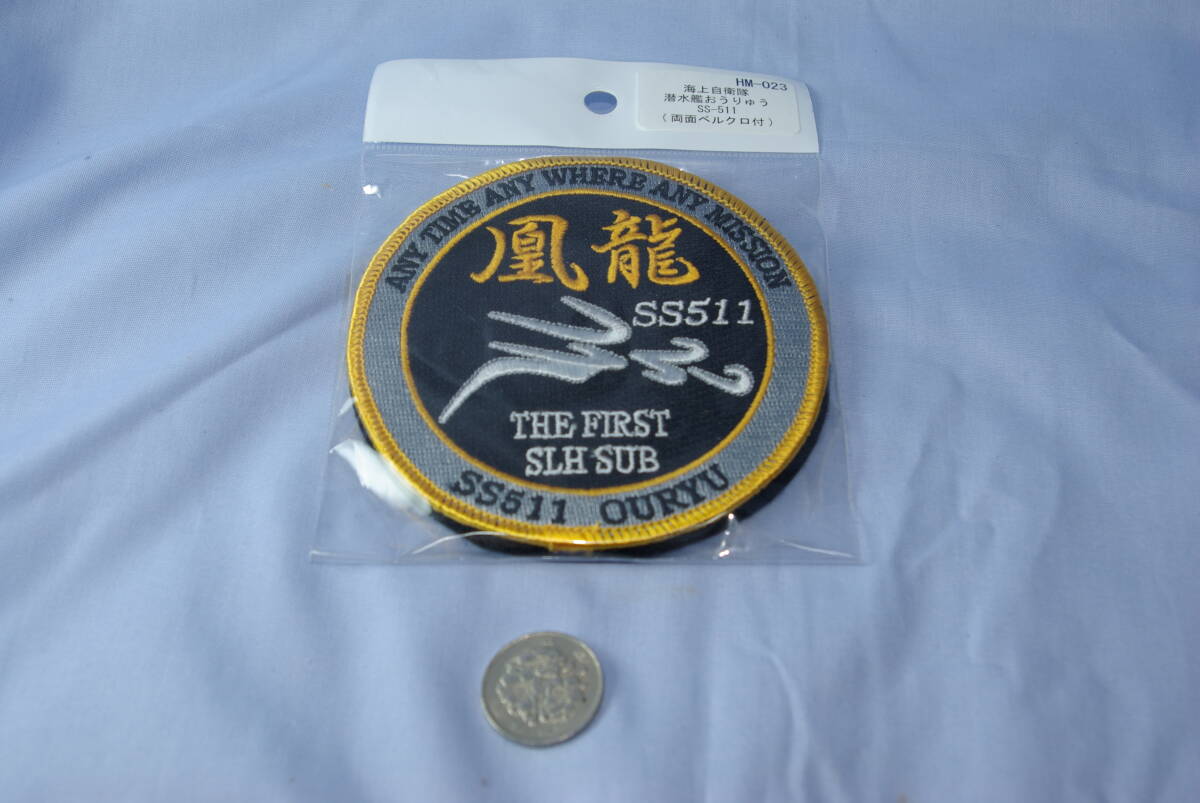 HM-023
海上自衛隊
潜水艦おうりゅう
SS-511
(両面ベルクロ付)
ANY TIME ANY WHERE ANY MISSION
凰龍
SS511
THE FIRST
SLH SUB
SS511 OURYU